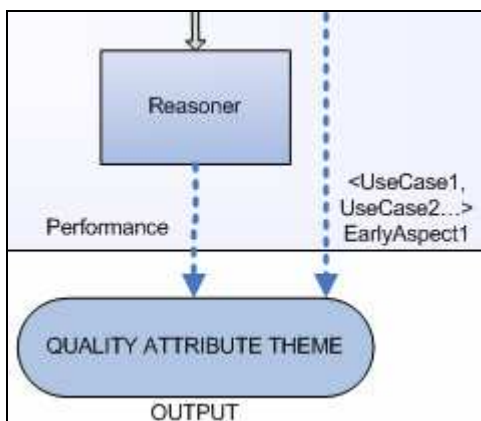 Reasoner
<UseCase1,
UseCase2...>
EarlyAspect1
Performance
QUALITY ATTRIBUTE THEME
OUTPUT